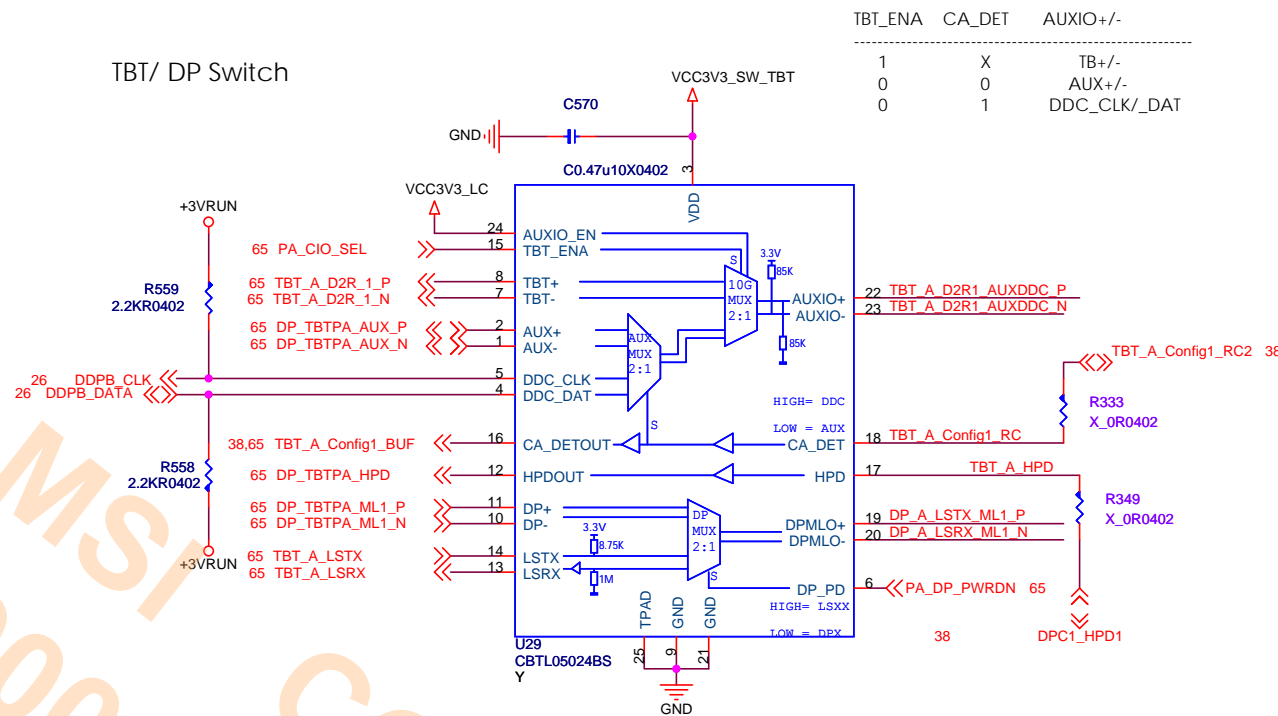 TBT_ENA CA_DET AUXIO+/-
--------------------------------------------------------
1 X TB+/-
0 0 AUX+/-
0 1 DDC_CLK/_DAT
TBT/ DP Switch
VCC3V3_SW_TBT
C570
GND
C0.47u10X0402
3
VDD
VCC3V3_LC
+3VRUN
R559
2.2KR0402
24 AUXIO_EN
65 PA_CIO_SEL 15 TBT_ENA
65 TBT_A_D2R_1_P 8 TBT+
65 TBT_A_D2R_1_N 7 TBT-
65 DP_TBTPA_AUX_P 2 AUX+
65 DP_TBTPA_AUX_N 1 AUX-
26 DDPB_CLK 5 DDC_CLK
26 DDPB_DATA 4 DDC_DAT
38,65 TBT_A_Config1_BUF 16 CA_DETOUT
65 DP_TBTPA_HPD 12 HPDOUT
65 DP_TBTPA_ML1_P 11 DP+
65 DP_TBTPA_ML1_N 10 DP-
65 TBT_A_LSTX 14 LSTX
65 TBT_A_LSRX 13 LSRX
R558
2.2KR0402
+3VRUN
S
10G
MUX
2:1
3.3V
85K
85K
AUX
MUX
2:1
S
HIGH= DDC
LOW = AUX
3.3V
8.75K
1M
DP
MUX
2:1
S
HIGH= LSXX
LOW = DPX
AUXIO+ 22 TBT_A_D2R1_AUXDDC_P
AUXIO- 23 TBT_A_D2R1_AUXDDC_N
TBT_A_Config1_RC2 38
R333
X_0R0402
CA_DET 18 TBT_A_Config1_RC
HPD 17 TBT_A_HPD
R349
X_0R0402
DPMLO+ 19 DP_A_LSTX_ML1_P
DPMLO- 20 DP_A_LSRX_ML1_N
DP_PD 6 PA_DP_PWRDN 65
38 DPC1_HPD1
TPAD GND GND
25 9 21
U29
CBTL05024BS
Y
GND
MSI